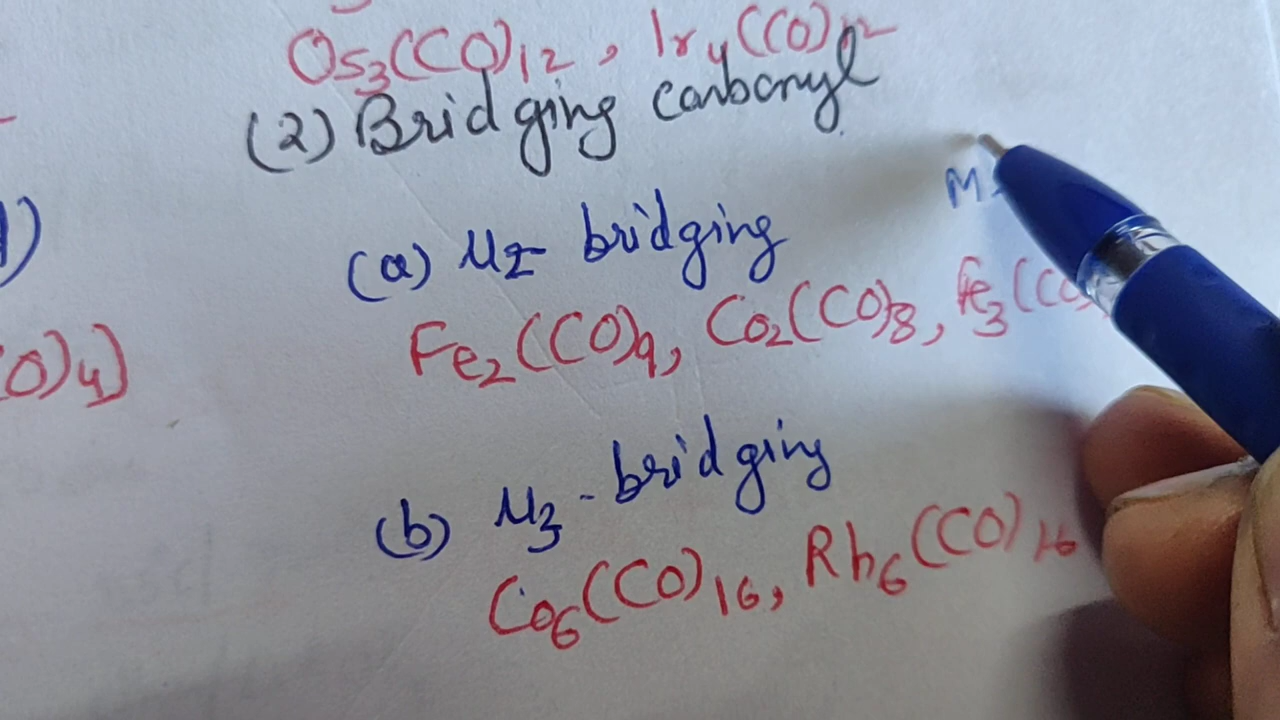 Os3(CO)12, Ir4(CO)12
(2) Bridging carbonyl
M
(a) μ2- bridging
Fe2(CO)9, Co2(CO)8, Fe3(CO)
(b) μ3-bridging
Co6(CO)16, Rh6(CO)16
O)4)